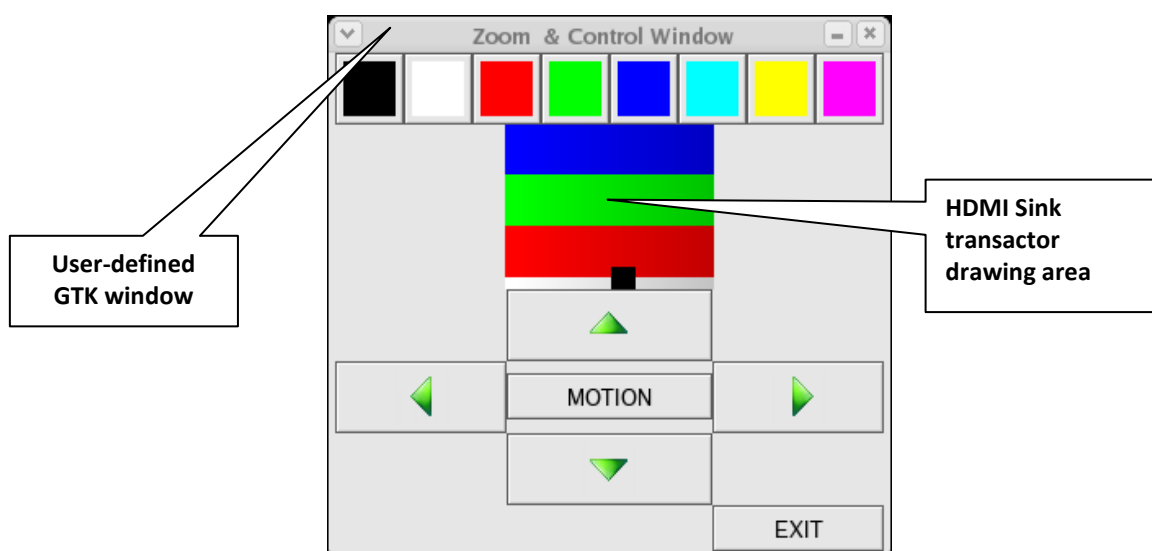 Zoom & Control Window
User-defined
GTK window
HDMI Sink
transactor
drawing area
MOTION
EXIT